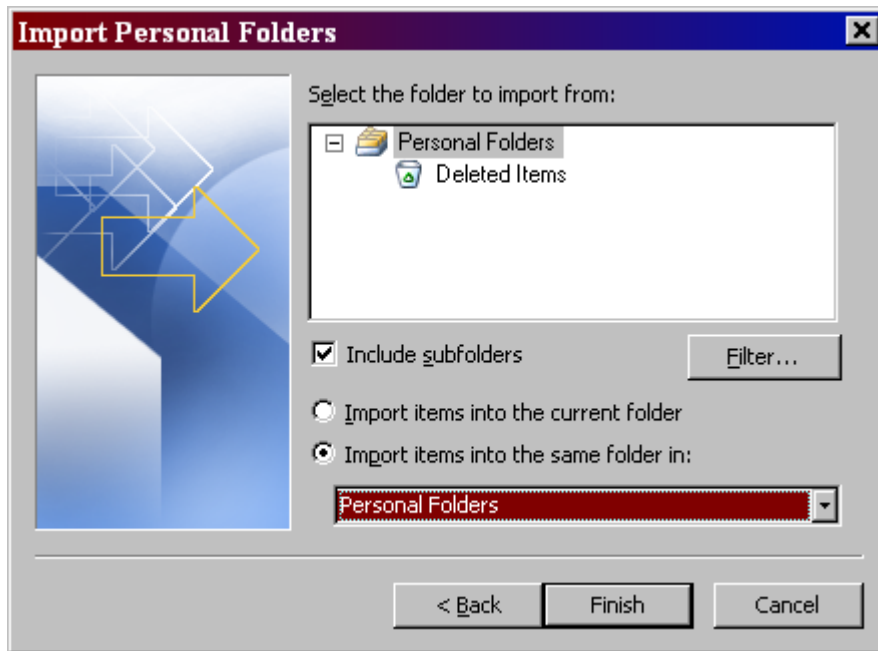 Import Personal Folders
Select the folder to import from:
Personal Folders
Deleted Items
Include subfolders
Filter...
Import items into the current folder
Import items into the same folder in:
Personal Folders
< Back Finish Cancel